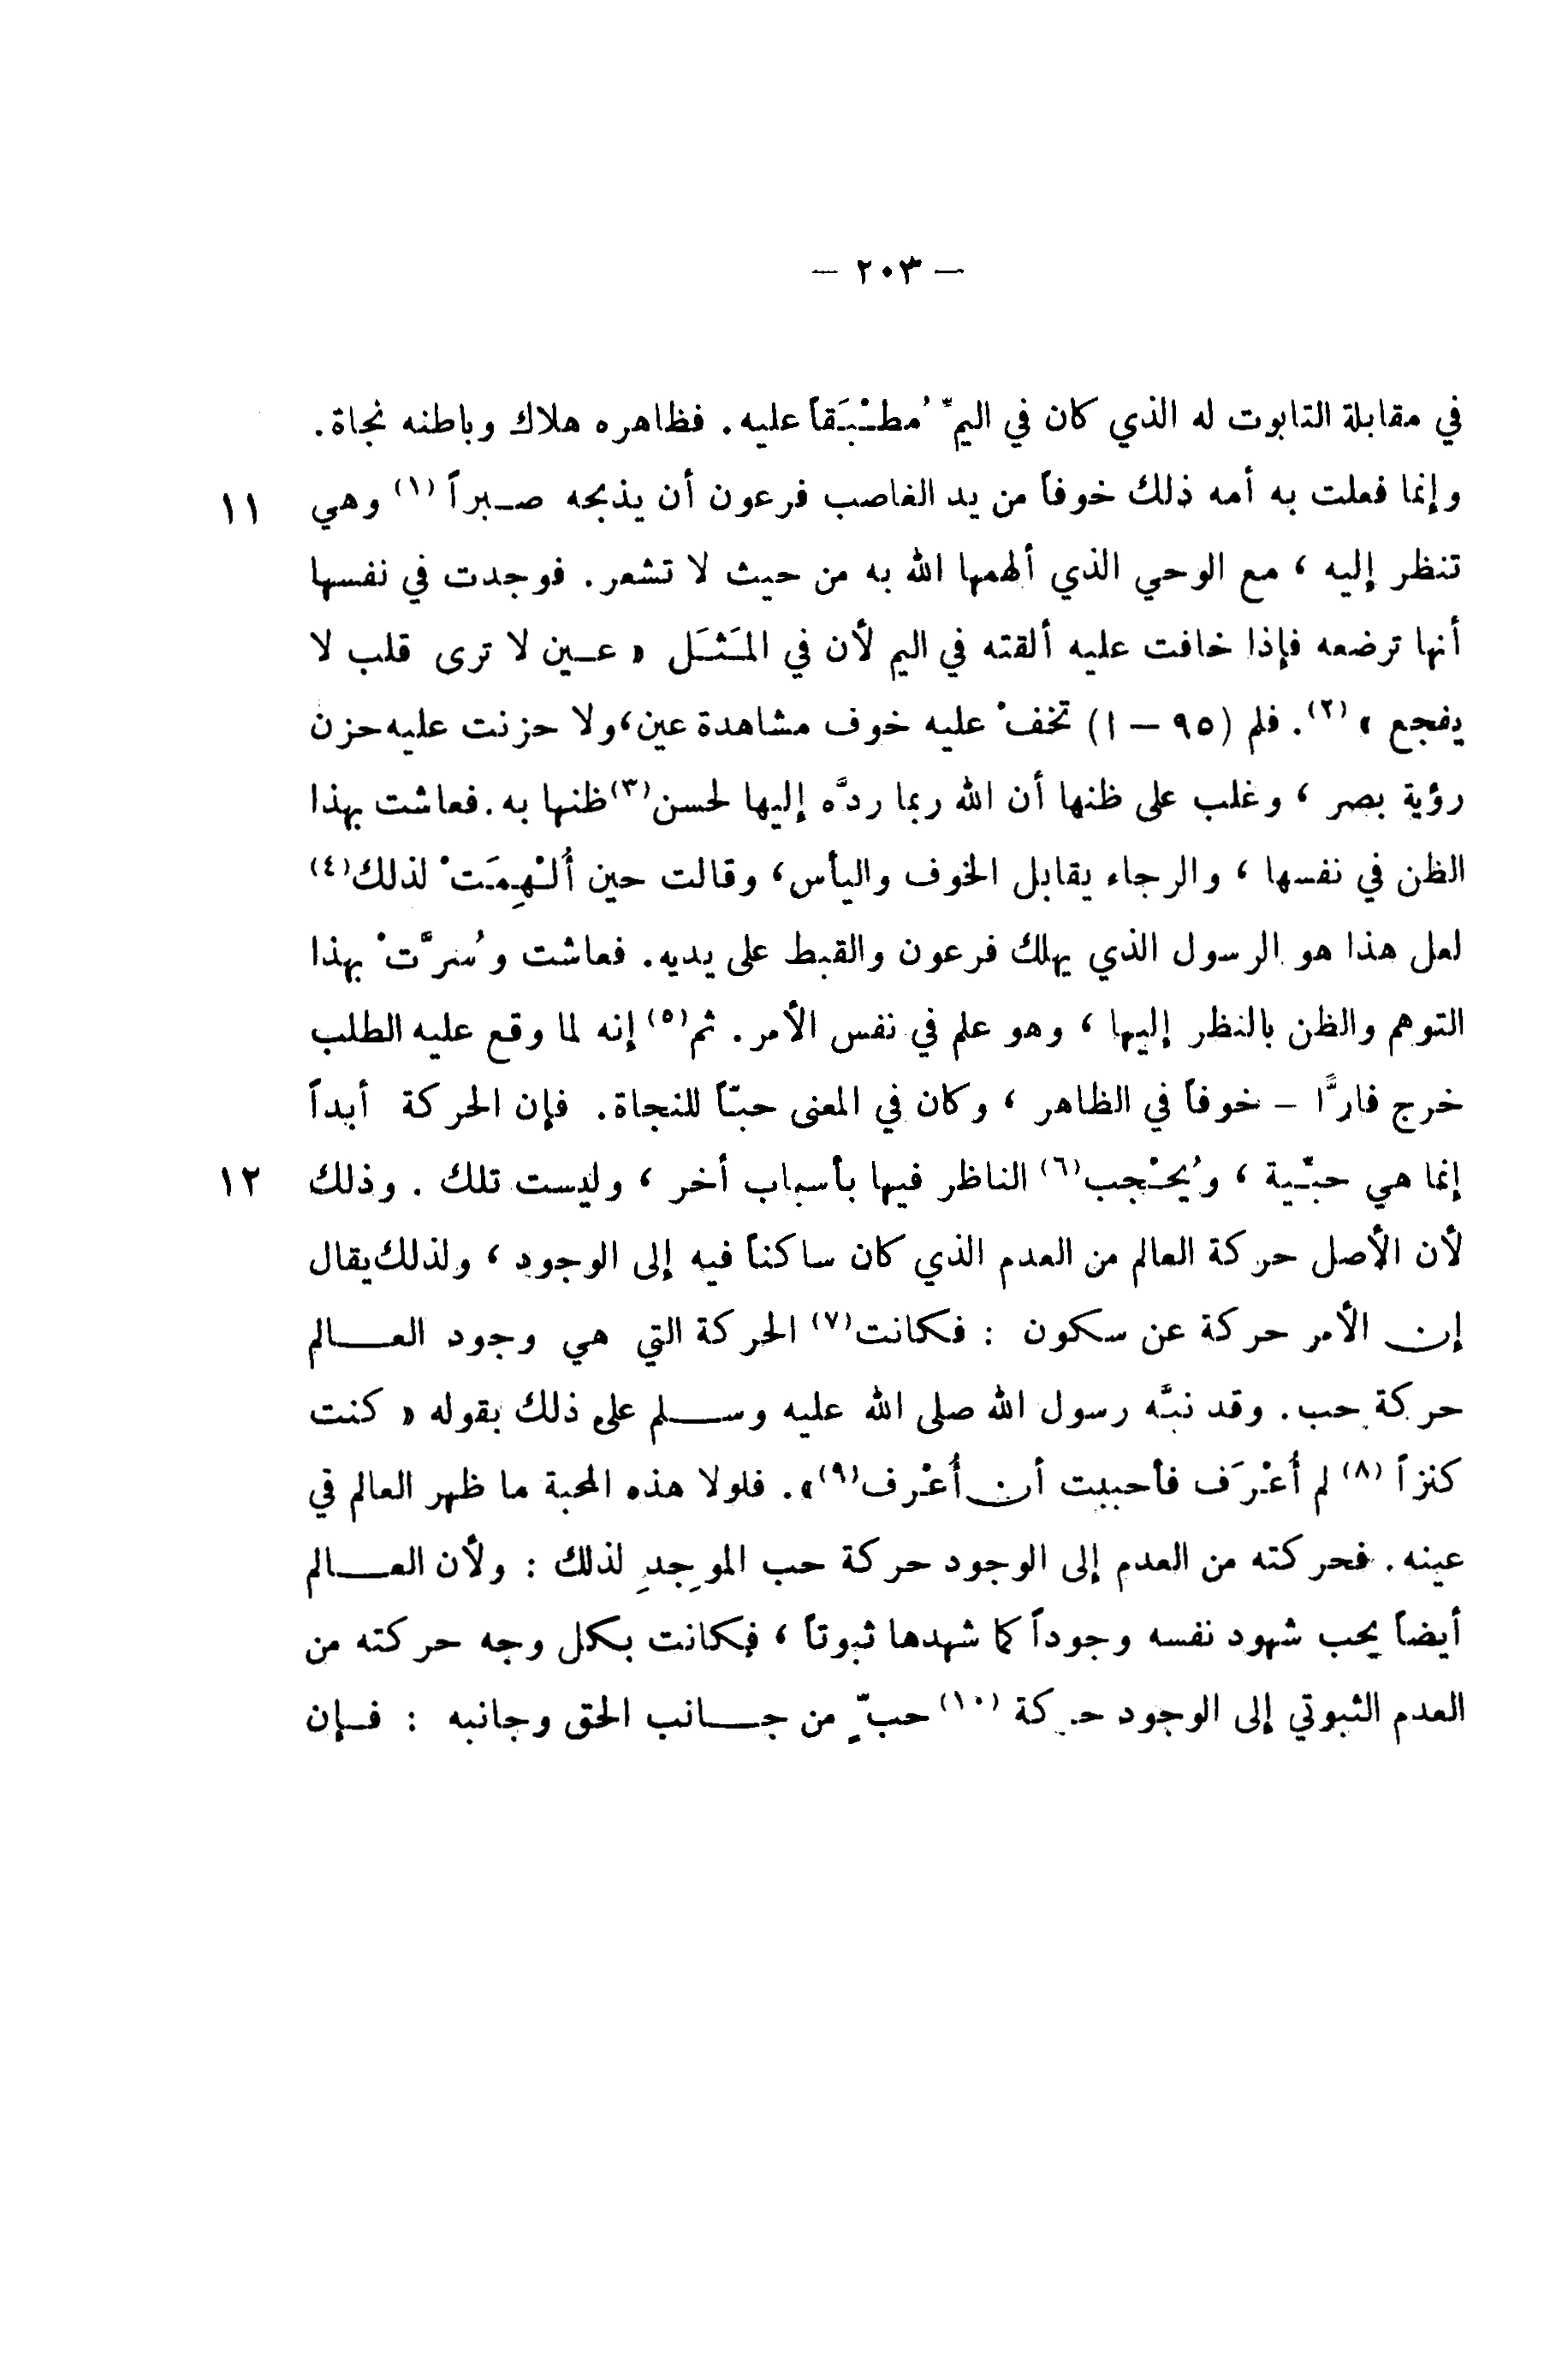 — ٢٠٣ —
في مقابلة التابوت له الذي كان في اليمّ مُطْبَقاً عليه. فظاهره هلاك وباطنه نجاة.
وإنما فعلت به أمه ذلك خوفاً من يد الغاصب فرعون أن يذبحه صبراً (١) وهي ١١
تنظر إليه ، مع الوحي الذي ألهمها الله به من حيث لا تشعر. فوجدت في نفسها
أنها ترضعه فإذا خافت عليه ألقته في اليم لأن في المَثَل « عين لا ترى قلب لا
يفجع » (٢). فلم (٩٥ – ا) تخفْ عليه خوف مشاهدة عين، ولا حزنت عليه حزن
رؤية بصر ، وغلب على ظنها أن الله ربما ردَّه إليها لحسن (٣) ظنها به. فعاشت بهذا
الظن في نفسها ، والرجاء يقابل الخوف واليأس، وقالت حين أُلْهِمَتْ لذلك (٤)
لعل هذا هو الرسول الذي يهلك فرعون والقبط على يديه. فعاشت وسُرَّتْ بهذا
التوهم والظن بالنظر إليها ، وهو علم في نفس الأمر. ثم (٥) إنه لما وقع عليه الطلب
خرج فارًّا – خوفاً في الظاهر ، وكان في المعنى حبّاً للنجاة. فإن الحركة أبداً
إنما هي حبّية ، ويُحْجب (٦) الناظر فيها بأسباب أخر ، وليست تلك . وذلك ١٢
لأن الأصل حركة العالم من العدم الذي كان ساكناً فيه إلى الوجود ، ولذلك يقال
إن الأمر حركة عن سكون : فكانت (٧) الحركة التي هي وجود العالم
حركة حب. وقد نبَّه رسول الله صلى الله عليه وسلم على ذلك بقوله « كنت
كنزاً (٨) لم أُعْرَف فأحببت أن أُعْرف (٩)». فلولا هذه المحبة ما ظهر العالم في
عينه. فحركته من العدم إلى الوجود حركة حب الموجِدِ لذلك : ولأن العالم
أيضاً يحب شهود نفسه وجوداً كما شهدها ثبوتاً ، فكانت بكل وجه حركته من
العدم الثبوتي إلى الوجود حركة (١٠) حبٍّ من جانب الحق وجانبه : فإن